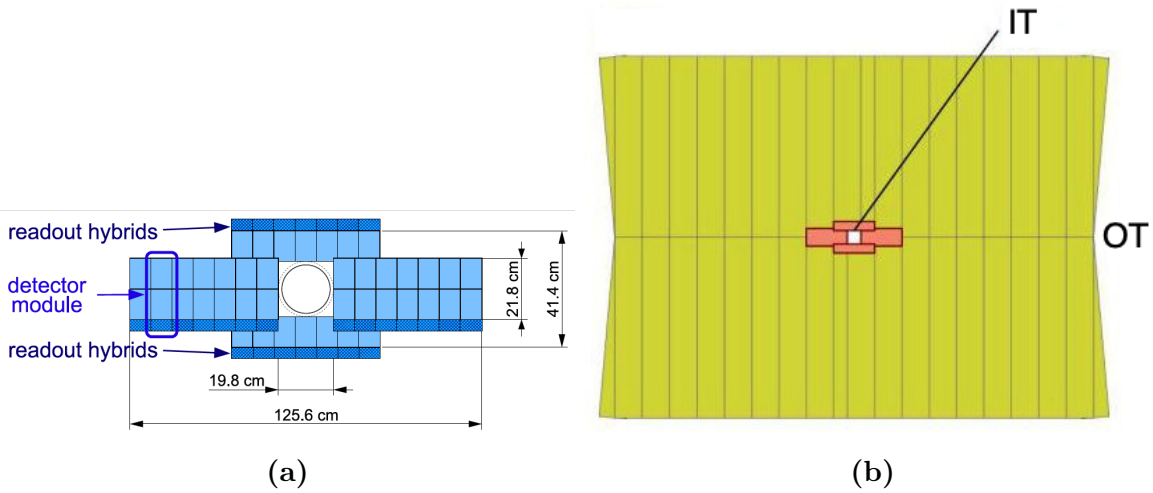 readout hybrids
detector
module
readout hybrids
19.8 cm
125.6 cm
21.8 cm
41.4 cm
(a)
IT
OT
(b)